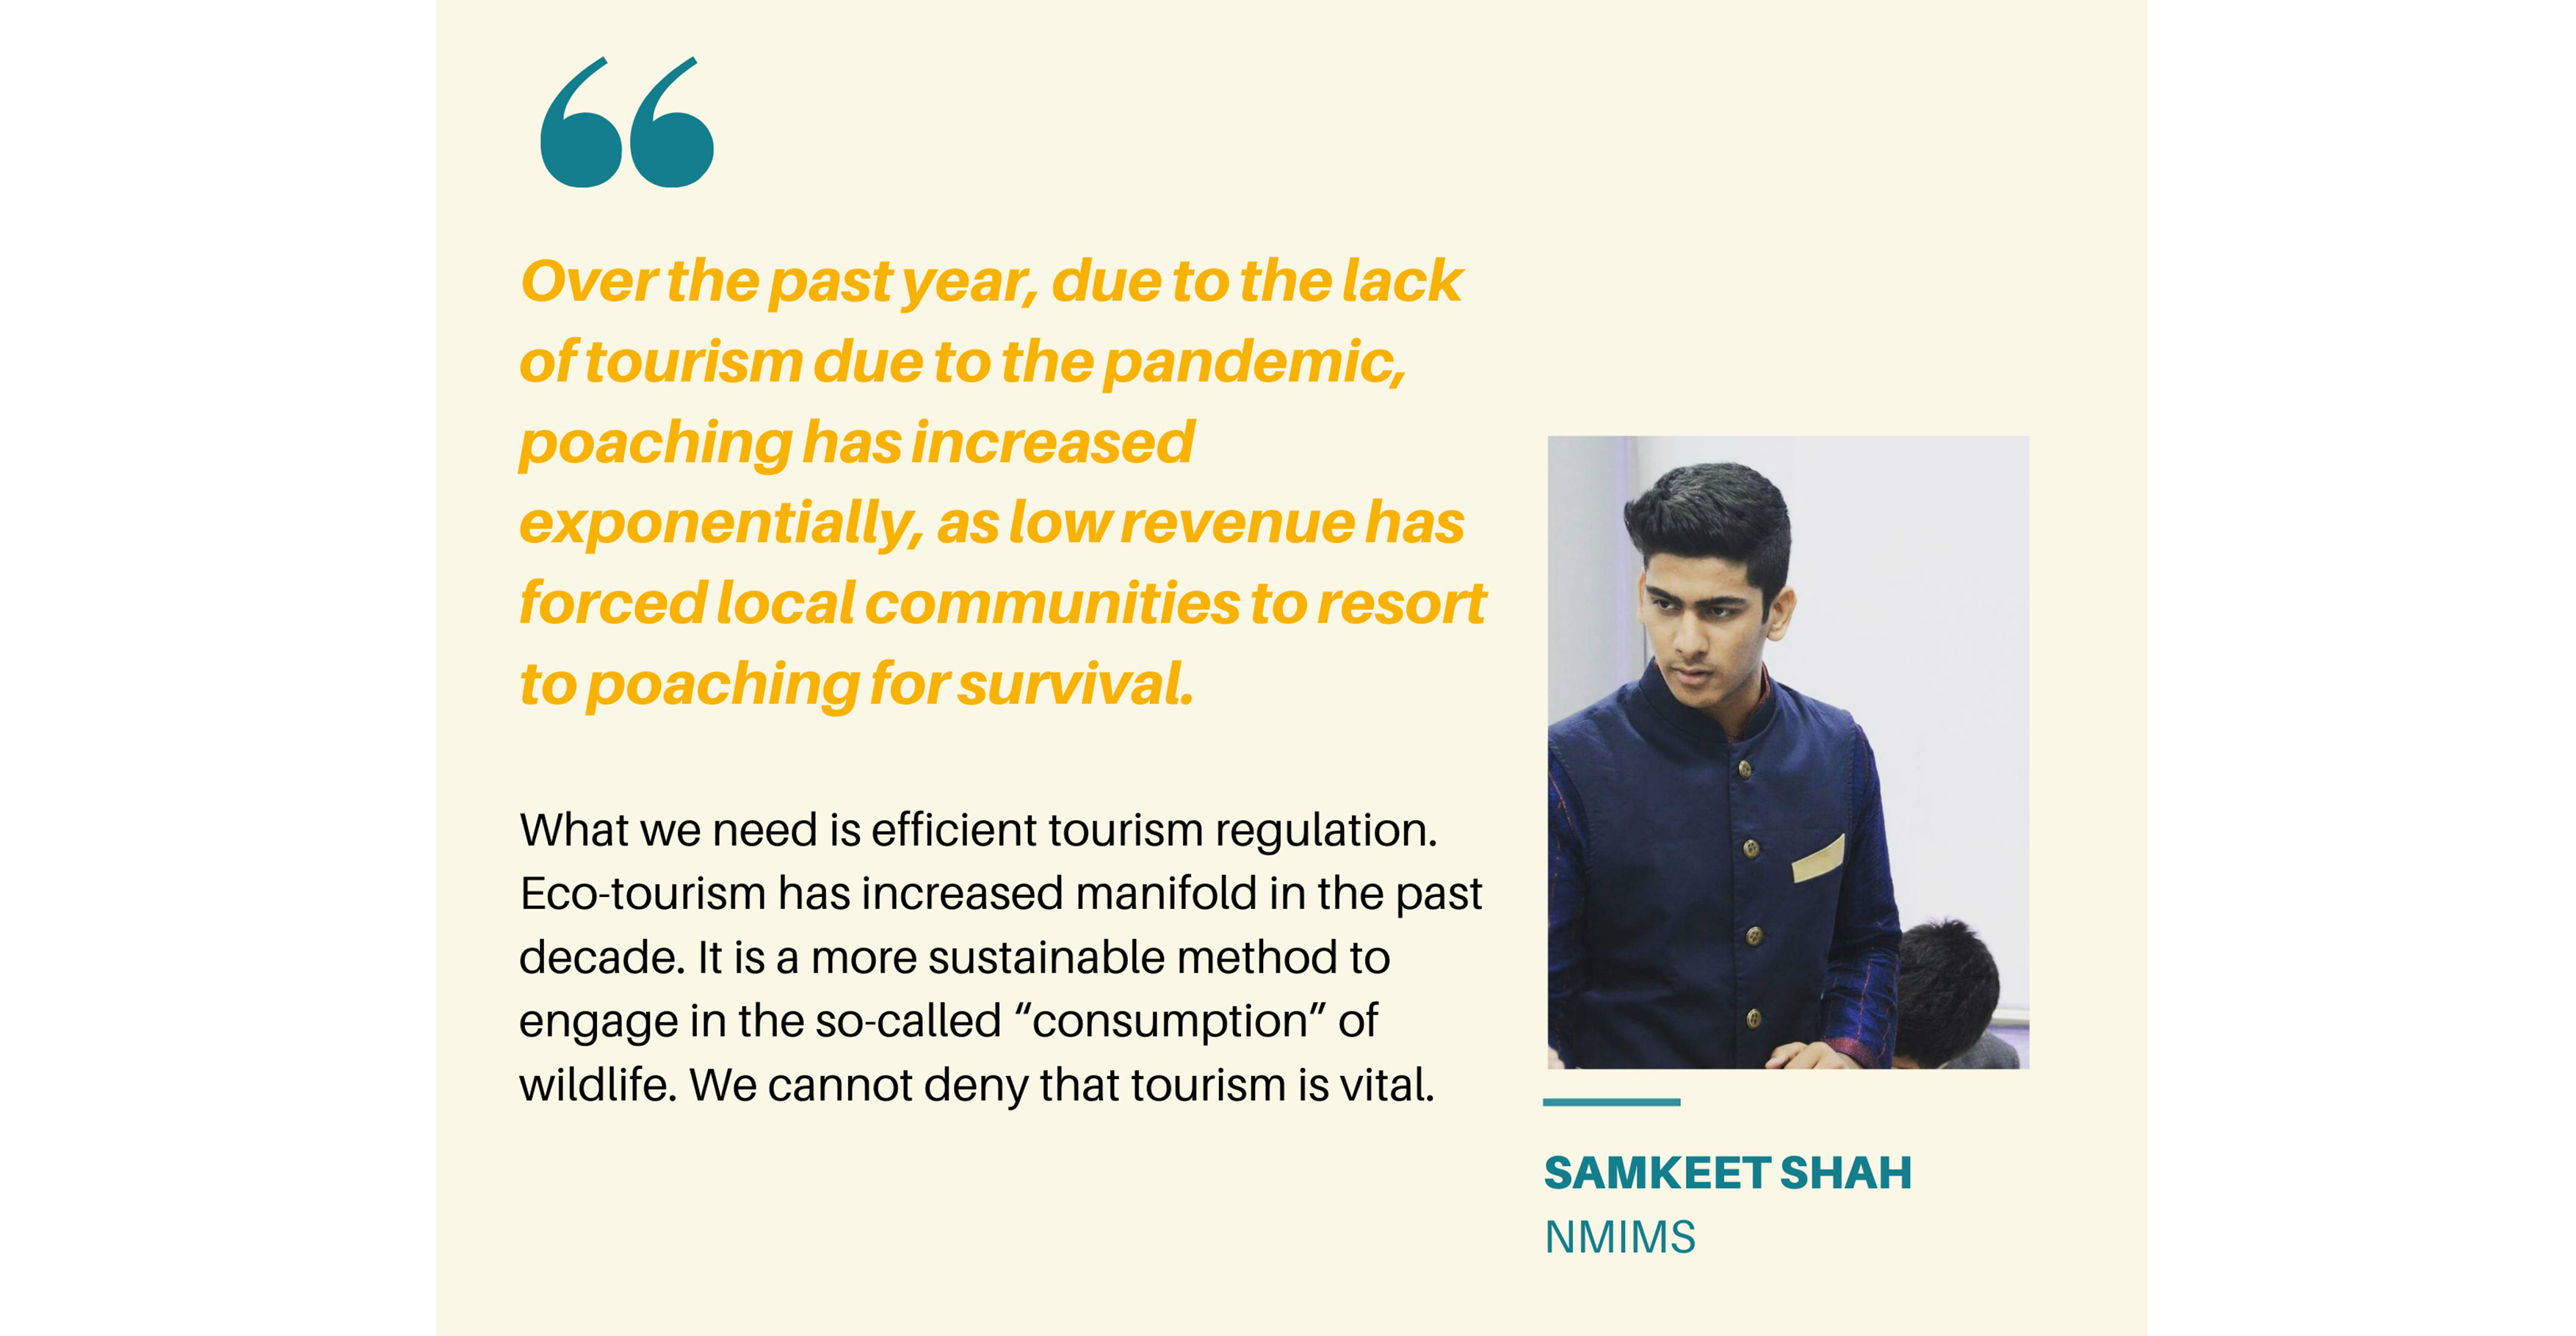 “
Over the past year, due to the lack
of tourism due to the pandemic,
poaching has increased
exponentially, as low revenue has
forced local communities to resort
to poaching for survival.
What we need is efficient tourism regulation.
Eco-tourism has increased manifold in the past
decade. It is a more sustainable method to
engage in the so-called “consumption” of
wildlife. We cannot deny that tourism is vital.
SAMKEET SHAH
NMIMS